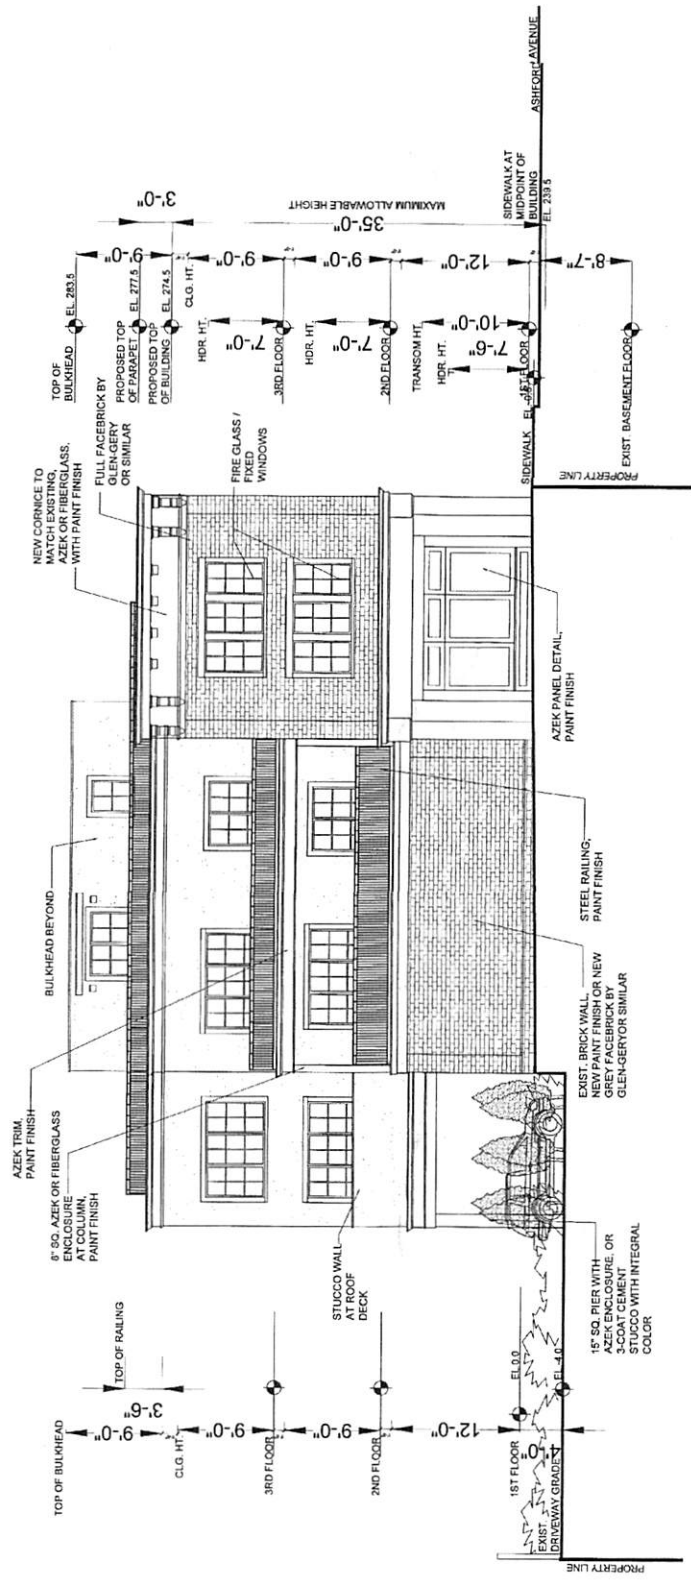 TOP OF BULKHEAD
9'-0"
3'-6"
TOP OF RAILING
CLG. HT.
9'-0"
3RD FLOOR
9'-0"
2ND FLOOR
12'-0"
1ST FLOOR
EL. 0.0
4'-0"
EXIST.
DRIVEWAY GRADE
EL. -4.0
PROPERTY LINE
AZEK TRIM,
PAINT FINISH
ENCLOSURE
AT COLUMN,
PAINT FINISH
STUCCO WALL
AT ROOF
DECK
15" SQ. PIER WITH
AZEK ENCLOSURE, OR
3-COAT CEMENT
STUCCO WITH INTEGRAL
COLOR
BULKHEAD BEYOND
EXIST. BRICK WALL,
NEW PAINT FINISH OR NEW
GREY FACEBRICK BY
GLEN-GERYOR SIMILAR
STEEL RAILING,
PAINT FINISH
AZEK PANEL DETAIL,
PAINT FINISH
NEW CORNICE TO
MATCH EXISTING,
AZEK OR FIBERGLASS,
WITH PAINT FINISH
FULL FACEBRICK BY
GLEN-GERY
OR SIMILAR
FIRE GLASS /
FIXED
WINDOWS
TOP OF
BULKHEAD
EL. 283.5
PROPOSED TOP
OF PARAPET
EL. 277.5
PROPOSED TOP
OF BUILDING
EL. 274.5
9'-0"
3'-0"
CLG. HT.
HDR. HT.
7'-0"
9'-0"
3RD FLOOR
HDR. HT.
7'-0"
9'-0"
2ND FLOOR
TRANSOM HT.
HDR. HT.
7'-6"
10'-0"
12'-0"
35'-0"
MAXIMUM ALLOWABLE HEIGHT
1ST FLOOR
SIDEWALK
SIDEWALK AT
MIDPOINT OF
BUILDING
EL. 239.5
ASHFORD AVENUE
8'-7"
EXIST. BASEMENT FLOOR
PROPERTY LINE